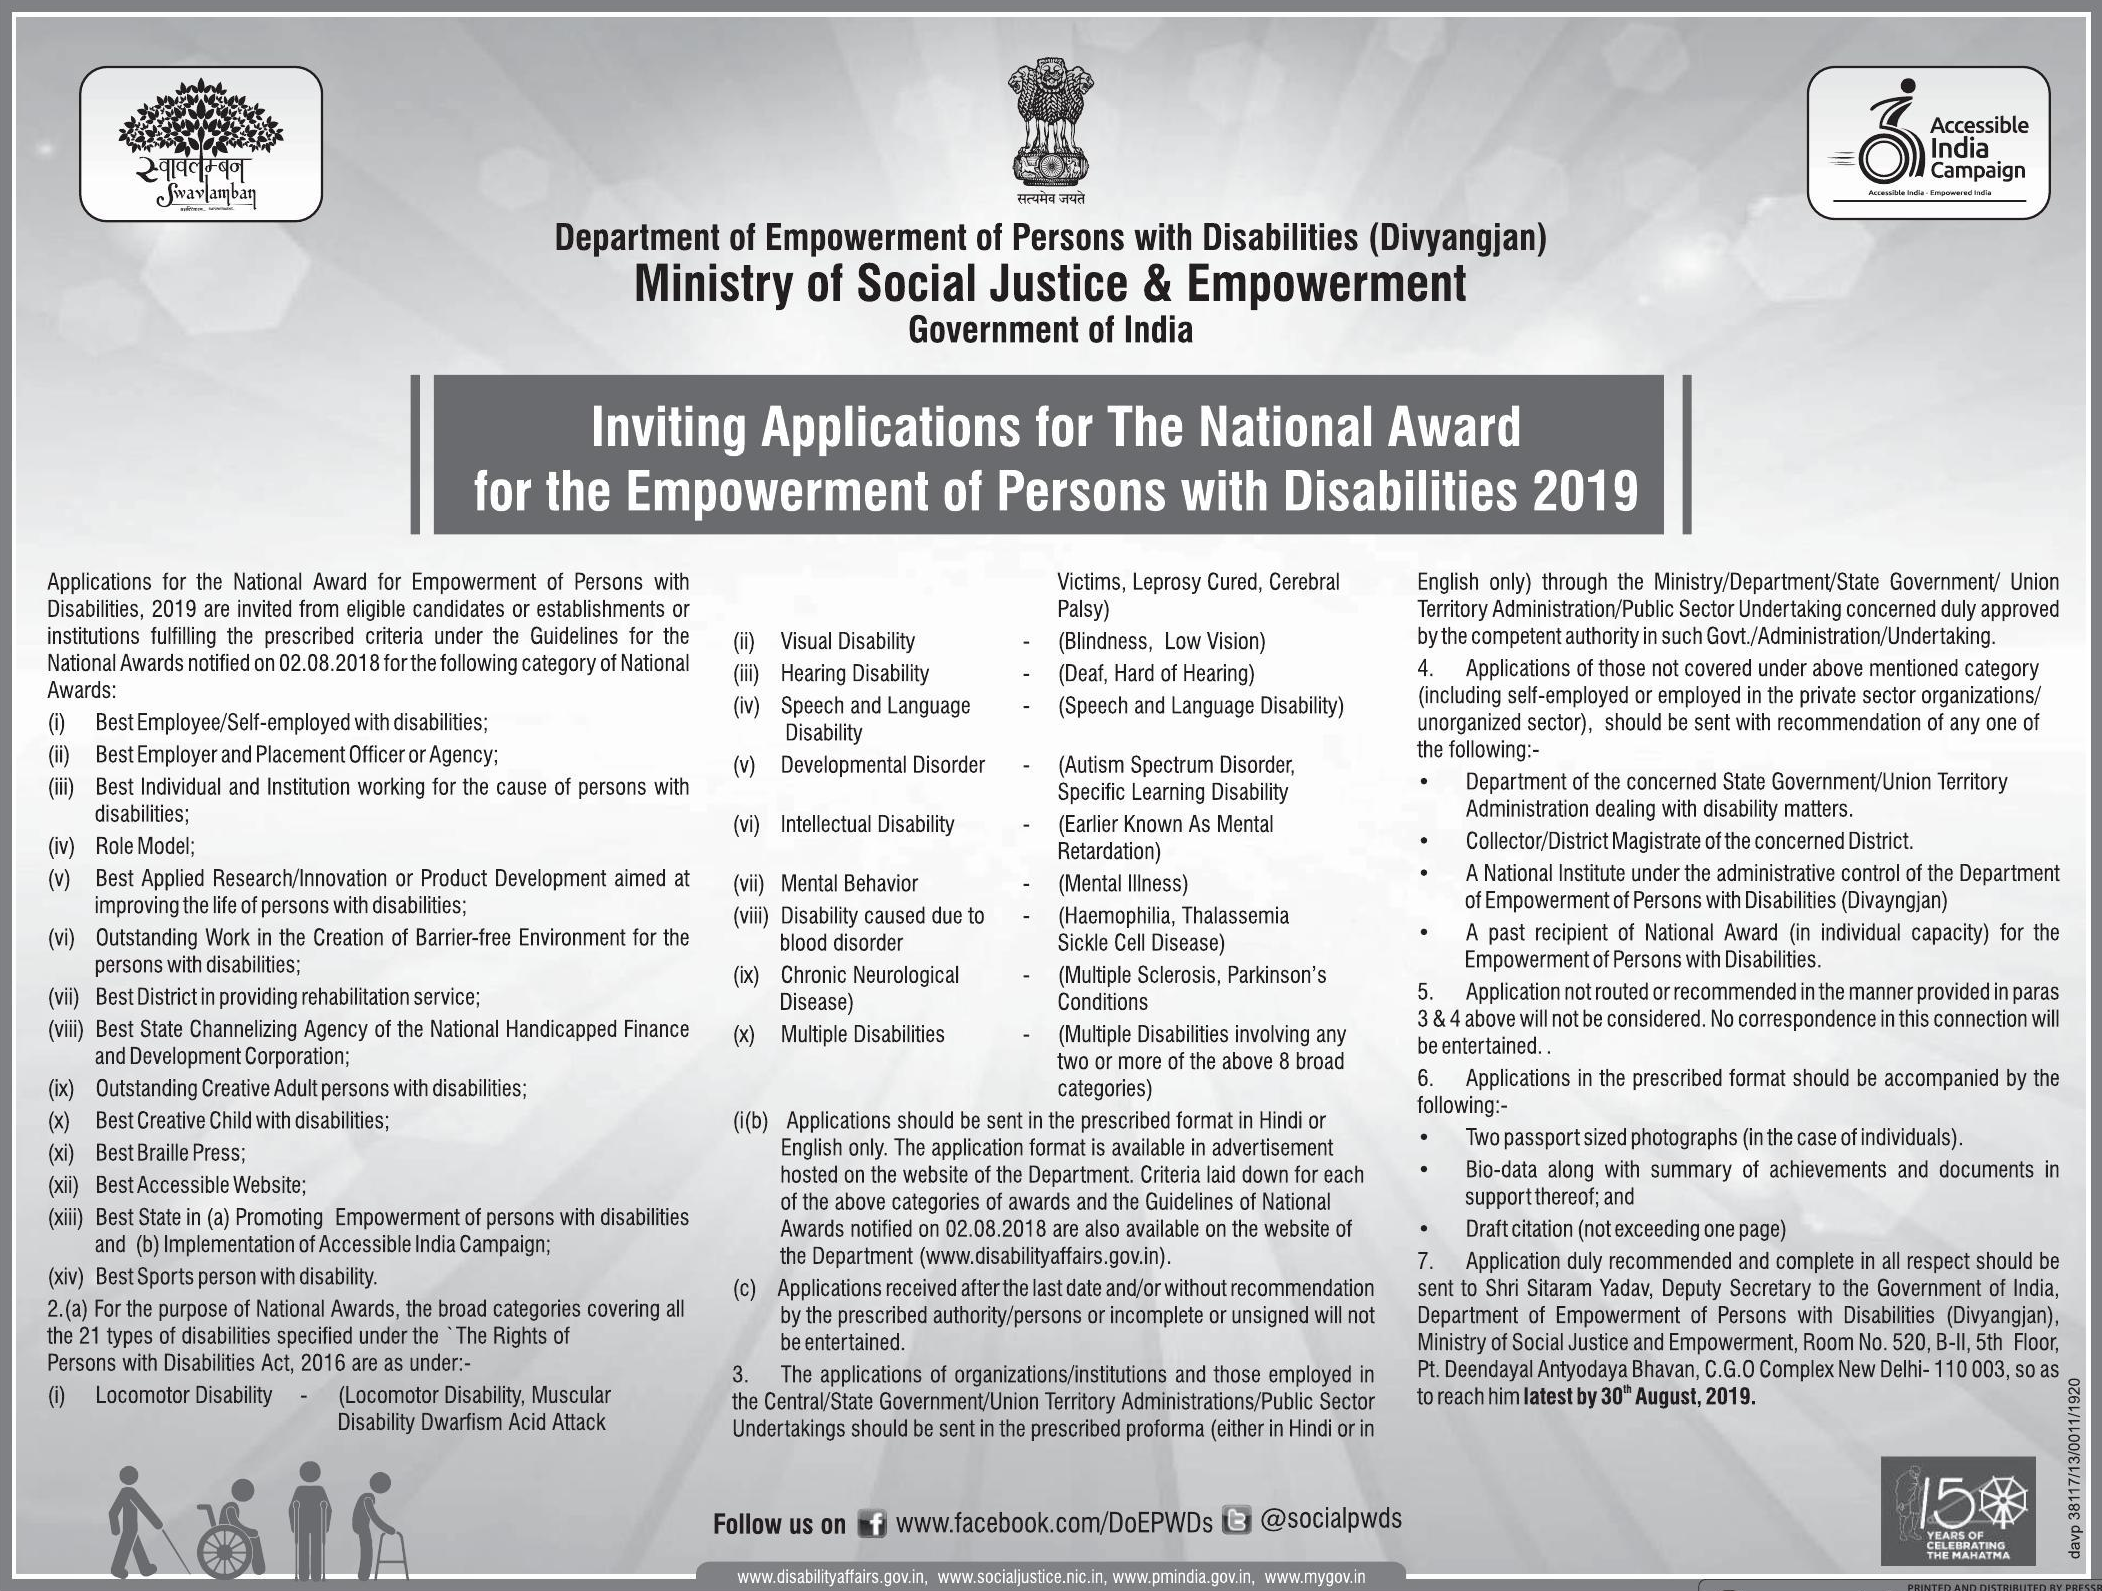 स्वावलम्बन
Swavlamban
सत्यमेव जयते
Accessible
India
Campaign
Accessible India - Empowered India
Department of Empowerment of Persons with Disabilities (Divyangjan)
Ministry of Social Justice & Empowerment
Government of India
Inviting Applications for The National Award
for the Empowerment of Persons with Disabilities 2019
Applications for the National Award for Empowerment of Persons with
Disabilities, 2019 are invited from eligible candidates or establishments or
institutions fulfilling the prescribed criteria under the Guidelines for the
National Awards notified on 02.08.2018 for the following category of National
Awards:
(i) Best Employee/Self-employed with disabilities;
(ii) Best Employer and Placement Officer or Agency;
(iii) Best Individual and Institution working for the cause of persons with
disabilities;
(iv) Role Model;
(v) Best Applied Research/Innovation or Product Development aimed at
improving the life of persons with disabilities;
(vi) Outstanding Work in the Creation of Barrier-free Environment for the
persons with disabilities;
(vii) Best District in providing rehabilitation service;
(viii) Best State Channelizing Agency of the National Handicapped Finance
and Development Corporation;
(ix) Outstanding Creative Adult persons with disabilities;
(x) Best Creative Child with disabilities;
(xi) Best Braille Press;
(xii) Best Accessible Website;
(xiii) Best State in (a) Promoting Empowerment of persons with disabilities
and (b) Implementation of Accessible India Campaign;
(xiv) Best Sports person with disability.
2.(a) For the purpose of National Awards, the broad categories covering all
the 21 types of disabilities specified under the `The Rights of
Persons with Disabilities Act, 2016 are as under:-
(i) Locomotor Disability - (Locomotor Disability, Muscular
Disability Dwarfism Acid Attack
Victims, Leprosy Cured, Cerebral
Palsy)
(ii) Visual Disability - (Blindness, Low Vision)
(iii) Hearing Disability - (Deaf, Hard of Hearing)
(iv) Speech and Language - (Speech and Language Disability)
Disability
(v) Developmental Disorder - (Autism Spectrum Disorder,
Specific Learning Disability
(vi) Intellectual Disability - (Earlier Known As Mental
Retardation)
(vii) Mental Behavior - (Mental Illness)
(viii) Disability caused due to - (Haemophilia, Thalassemia
blood disorder Sickle Cell Disease)
(ix) Chronic Neurological - (Multiple Sclerosis, Parkinson's
Disease) Conditions
(x) Multiple Disabilities - (Multiple Disabilities involving any
two or more of the above 8 broad
categories)
(i(b) Applications should be sent in the prescribed format in Hindi or
English only. The application format is available in advertisement
hosted on the website of the Department. Criteria laid down for each
of the above categories of awards and the Guidelines of National
Awards notified on 02.08.2018 are also available on the website of
the Department (www.disabilityaffairs.gov.in).
(c) Applications received after the last date and/or without recommendation
by the prescribed authority/persons or incomplete or unsigned will not
be entertained.
3. The applications of organizations/institutions and those employed in
the Central/State Government/Union Territory Administrations/Public Sector
Undertakings should be sent in the prescribed proforma (either in Hindi or in
English only) through the Ministry/Department/State Government/ Union
Territory Administration/Public Sector Undertaking concerned duly approved
by the competent authority in such Govt./Administration/Undertaking.
4. Applications of those not covered under above mentioned category
(including self-employed or employed in the private sector organizations/
unorganized sector), should be sent with recommendation of any one of
the following:-
• Department of the concerned State Government/Union Territory
Administration dealing with disability matters.
• Collector/District Magistrate of the concerned District.
• A National Institute under the administrative control of the Department
of Empowerment of Persons with Disabilities (Divayngjan)
• A past recipient of National Award (in individual capacity) for the
Empowerment of Persons with Disabilities.
5. Application not routed or recommended in the manner provided in paras
3 & 4 above will not be considered. No correspondence in this connection will
be entertained. .
6. Applications in the prescribed format should be accompanied by the
following:-
• Two passport sized photographs (in the case of individuals).
• Bio-data along with summary of achievements and documents in
support thereof; and
• Draft citation (not exceeding one page)
7. Application duly recommended and complete in all respect should be
sent to Shri Sitaram Yadav, Deputy Secretary to the Government of India,
Department of Empowerment of Persons with Disabilities (Divyangjan),
Ministry of Social Justice and Empowerment, Room No. 520, B-II, 5th Floor,
Pt. Deendayal Antyodaya Bhavan, C.G.O Complex New Delhi- 110 003, so as
to reach him latest by 30th August, 2019.
davp 38117/13/0011/1920
150
YEARS OF
CELEBRATING
THE MAHATMA
Follow us on f www.facebook.com/DoEPWDs @socialpwds
www.disabilityaffairs.gov.in, www.socialjustice.nic.in, www.pmindia.gov.in, www.mygov.in
PRINTED AND DISTRIBUTED BY